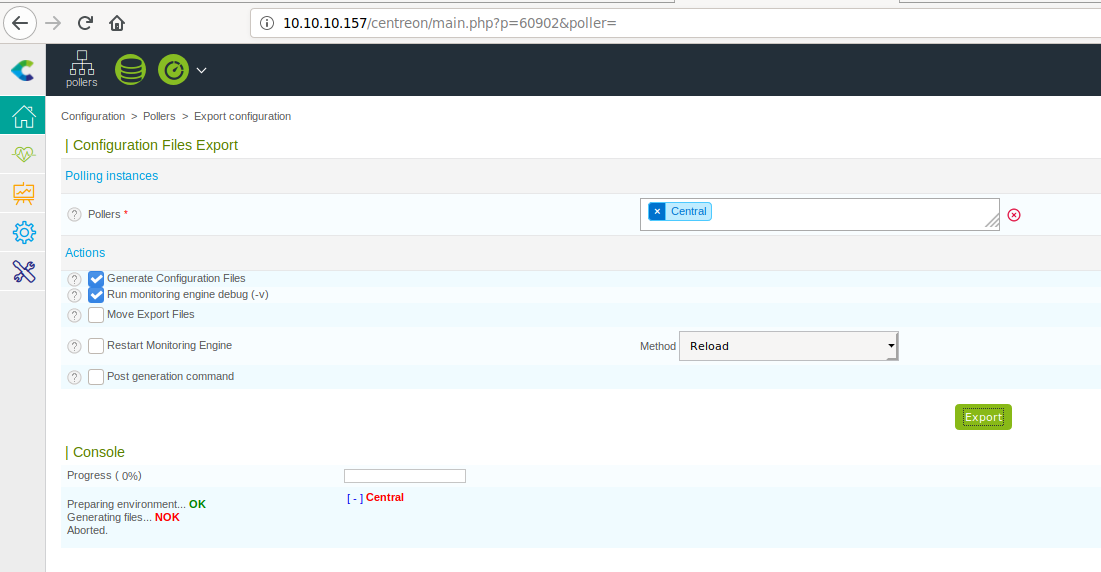 10.10.10.157/centreon/main.php?p=60902&poller=
pollers
Configuration > Pollers > Export configuration
| Configuration Files Export
Polling instances
? Pollers * × Central
Actions
? Generate Configuration Files
? Run monitoring engine debug (-v)
? Move Export Files
? Restart Monitoring Engine Method Reload
? Post generation command
Export
| Console
Progress ( 0%)
[ - ] Central
Preparing environment... OK
Generating files... NOK
Aborted.